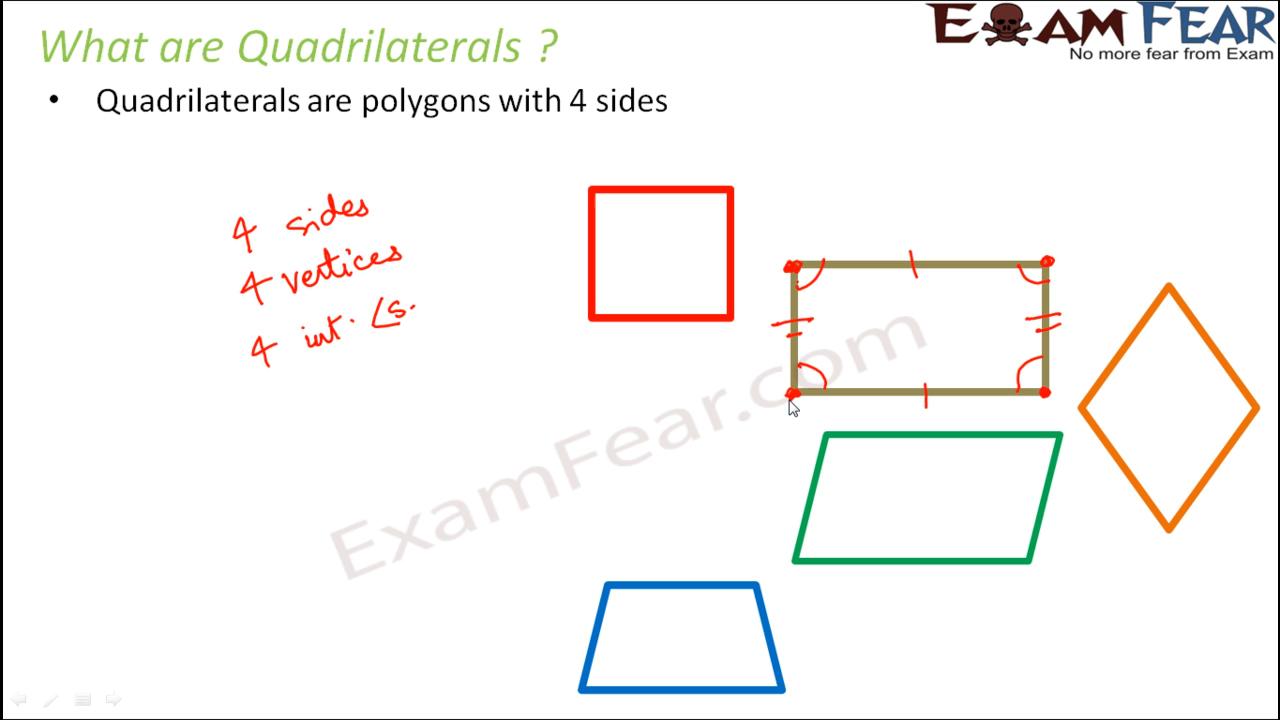 What are Quadrilaterals ?
EXAM FEAR
No more fear from Exam
• Quadrilaterals are polygons with 4 sides
4 sides
4 vertices
4 int. ∠s.
ExamFear.com